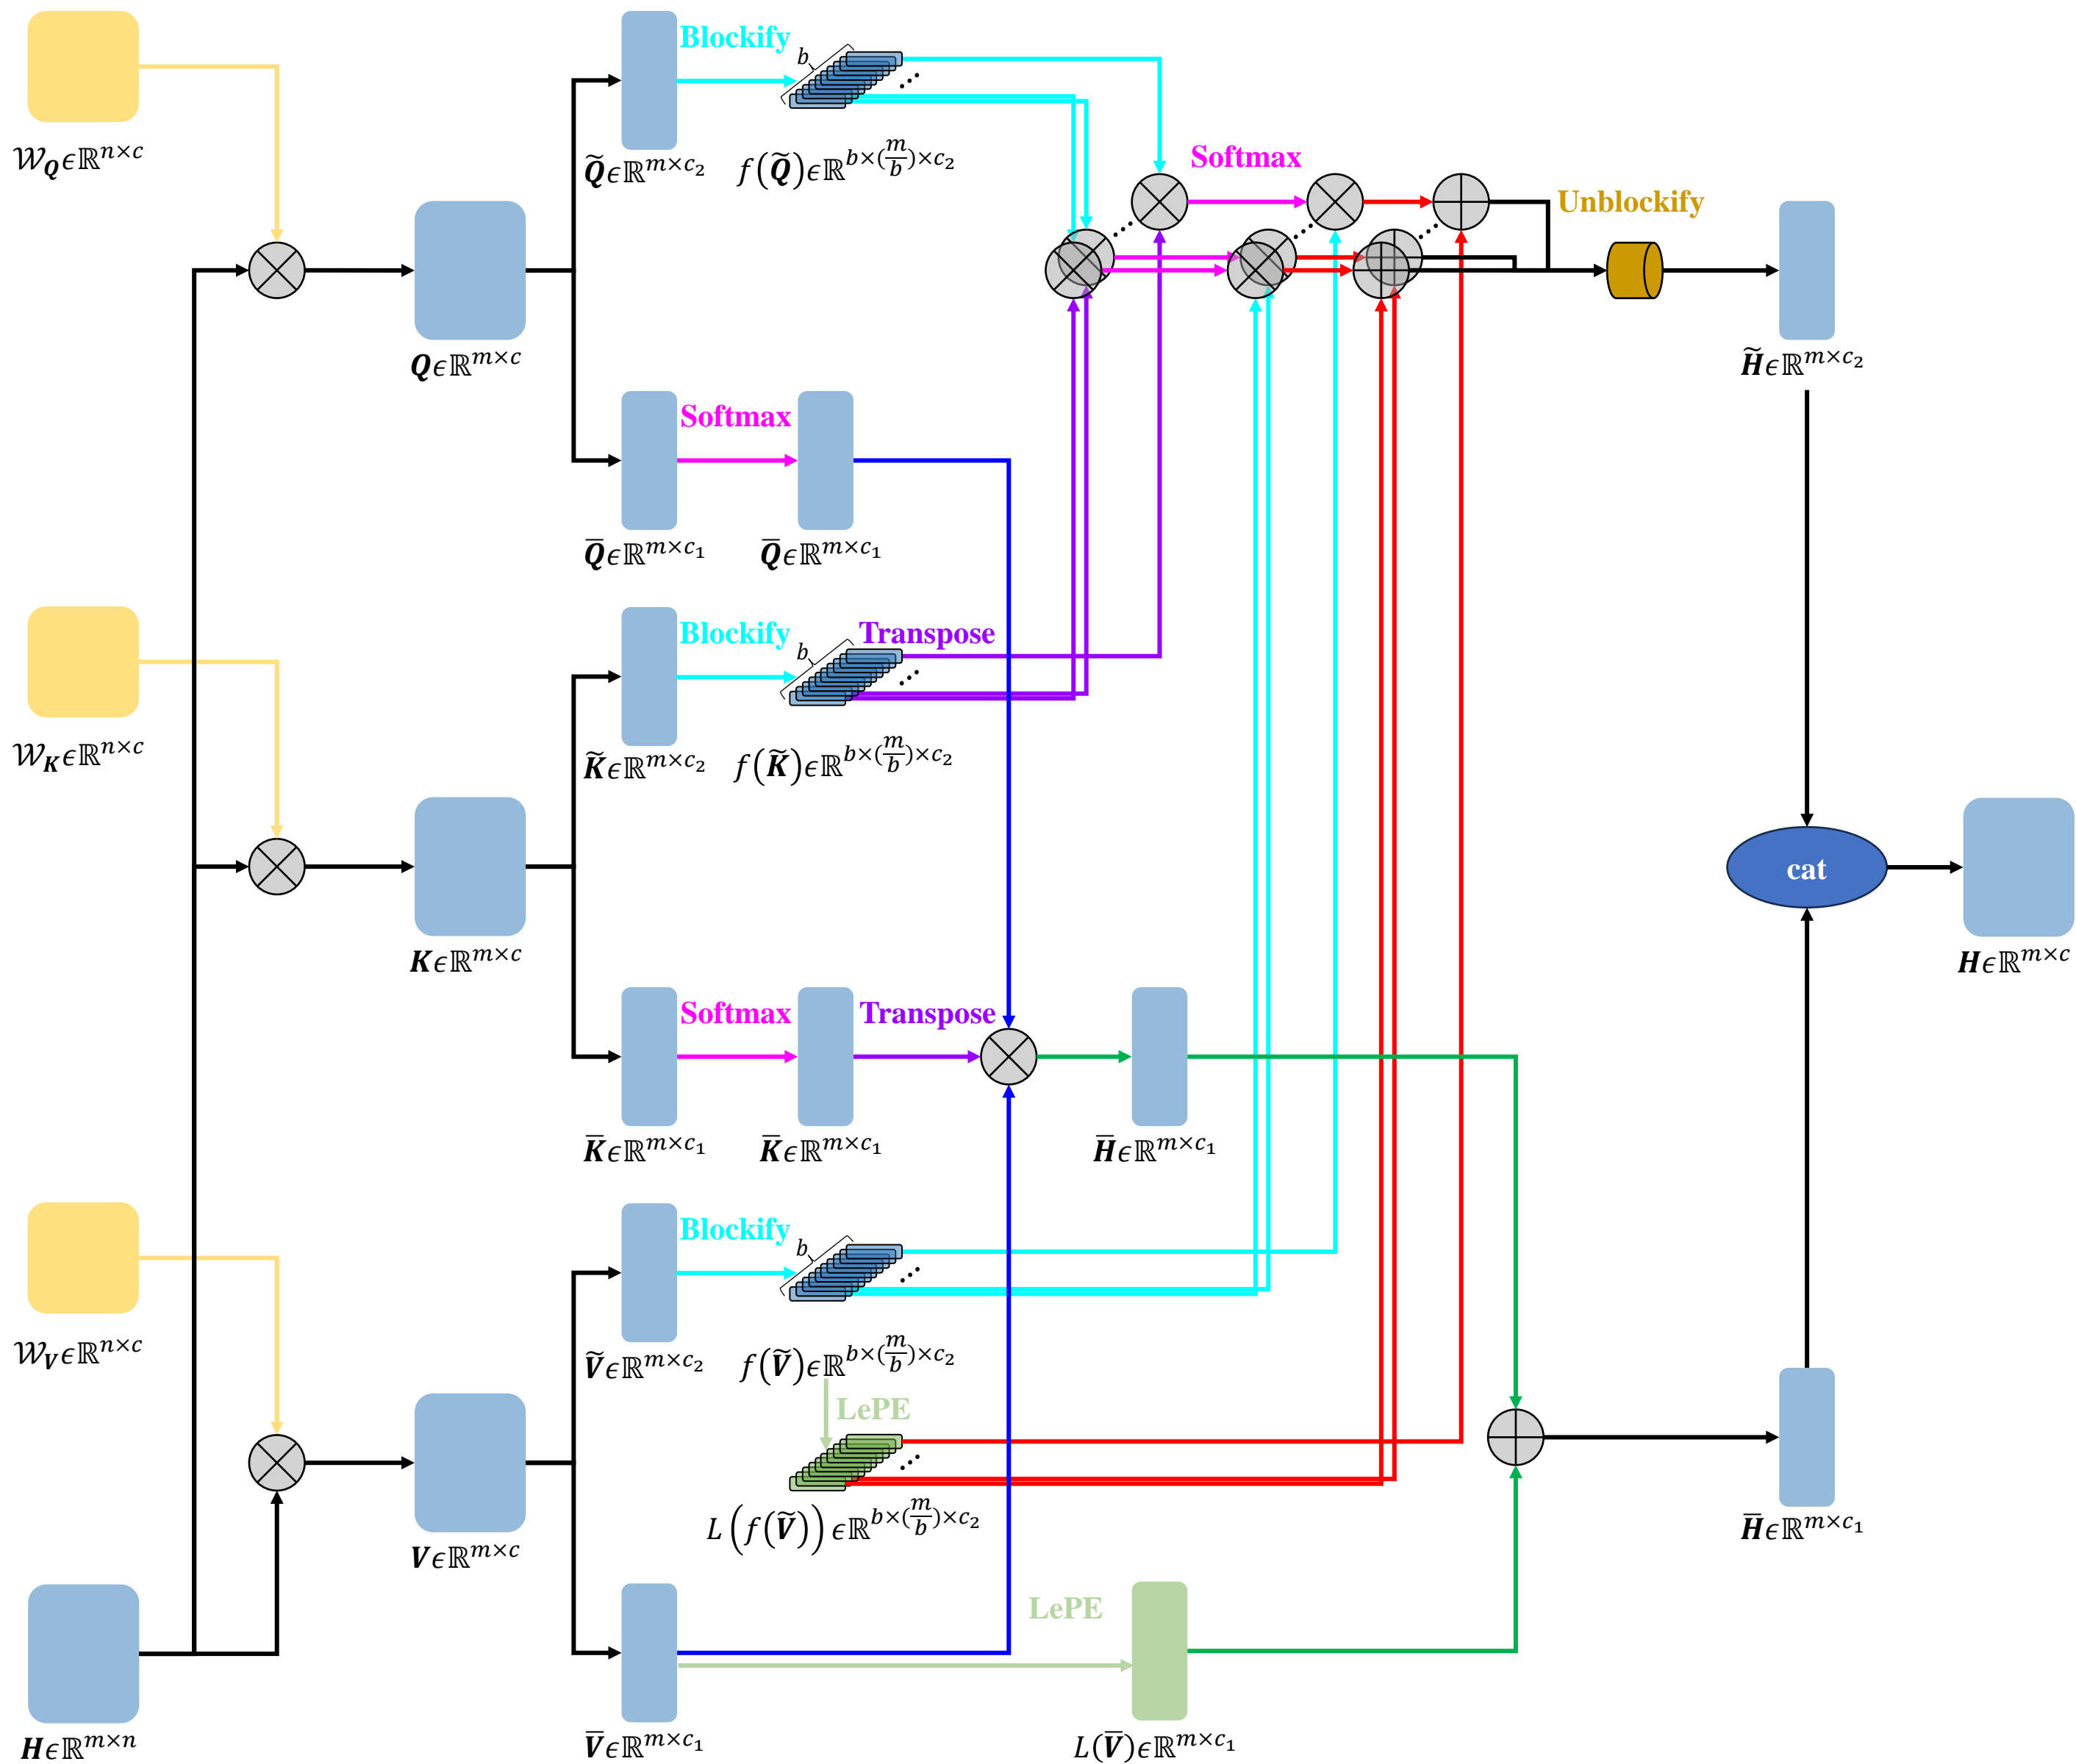 Blockify
b
𝒲_Q ϵ ℝ^{n×c}
Q̃ ϵ ℝ^{m×c₂}
f(Q̃) ϵ ℝ^{b×(m/b)×c₂}
Softmax
Unblockify
Q ϵ ℝ^{m×c}
H̃ ϵ ℝ^{m×c₂}
Softmax
Q̄ ϵ ℝ^{m×c₁}
Q̄ ϵ ℝ^{m×c₁}
Blockify
b
Transpose
𝒲_K ϵ ℝ^{n×c}
K̃ ϵ ℝ^{m×c₂}
f(K̃) ϵ ℝ^{b×(m/b)×c₂}
cat
K ϵ ℝ^{m×c}
H ϵ ℝ^{m×c}
Softmax
Transpose
K̄ ϵ ℝ^{m×c₁}
K̄ ϵ ℝ^{m×c₁}
H̄ ϵ ℝ^{m×c₁}
Blockify
b
𝒲_V ϵ ℝ^{n×c}
Ṽ ϵ ℝ^{m×c₂}
f(Ṽ) ϵ ℝ^{b×(m/b)×c₂}
LePE
L(f(Ṽ)) ϵ ℝ^{b×(m/b)×c₂}
H̄ ϵ ℝ^{m×c₁}
V ϵ ℝ^{m×c}
LePE
H ϵ ℝ^{m×n}
V̄ ϵ ℝ^{m×c₁}
L(V̄) ϵ ℝ^{m×c₁}